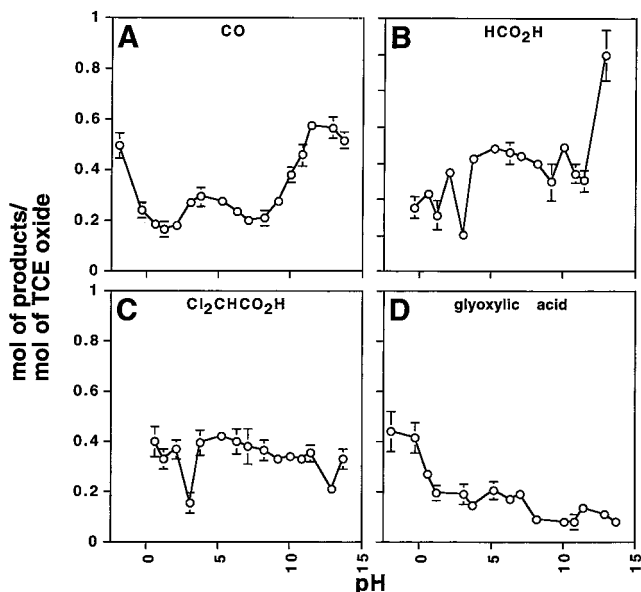 A
CO
B
HCO2H
1
0.8
0.6
0.4
0.2
0
C
Cl2CHCO2H
D
glyoxylic acid
1
0.8
0.6
0.4
0.2
0
0
5
10
15
0
5
10
15
mol of products/
mol of TCE oxide
pH